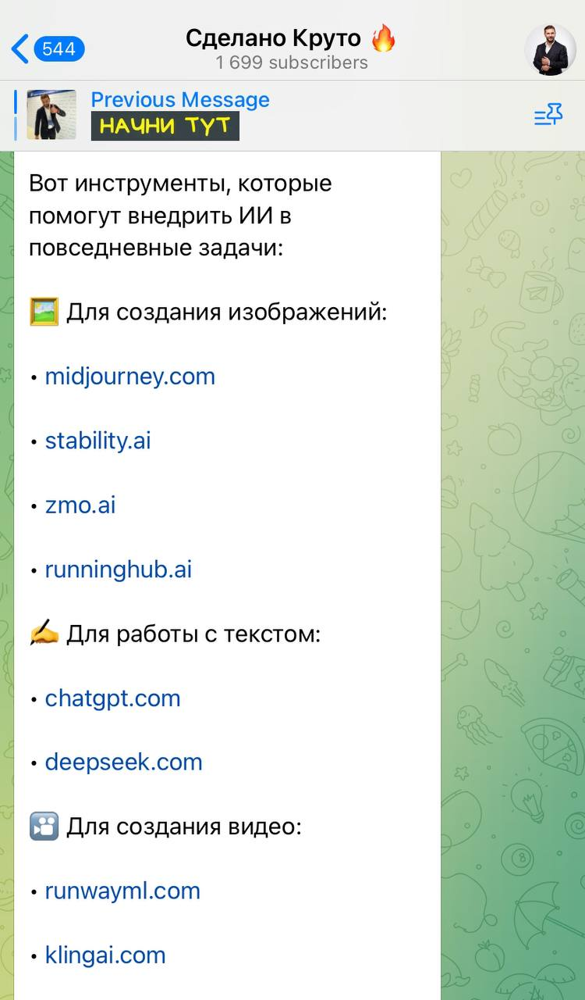 544
Сделано Круто 🔥
1 699 subscribers
Previous Message
НАЧНИ ТУТ
Вот инструменты, которые
помогут внедрить ИИ в
повседневные задачи:
🖼 Для создания изображений:
• midjourney.com
• stability.ai
• zmo.ai
• runninghub.ai
✍️ Для работы с текстом:
• chatgpt.com
• deepseek.com
🎦 Для создания видео:
• runwayml.com
• klingai.com